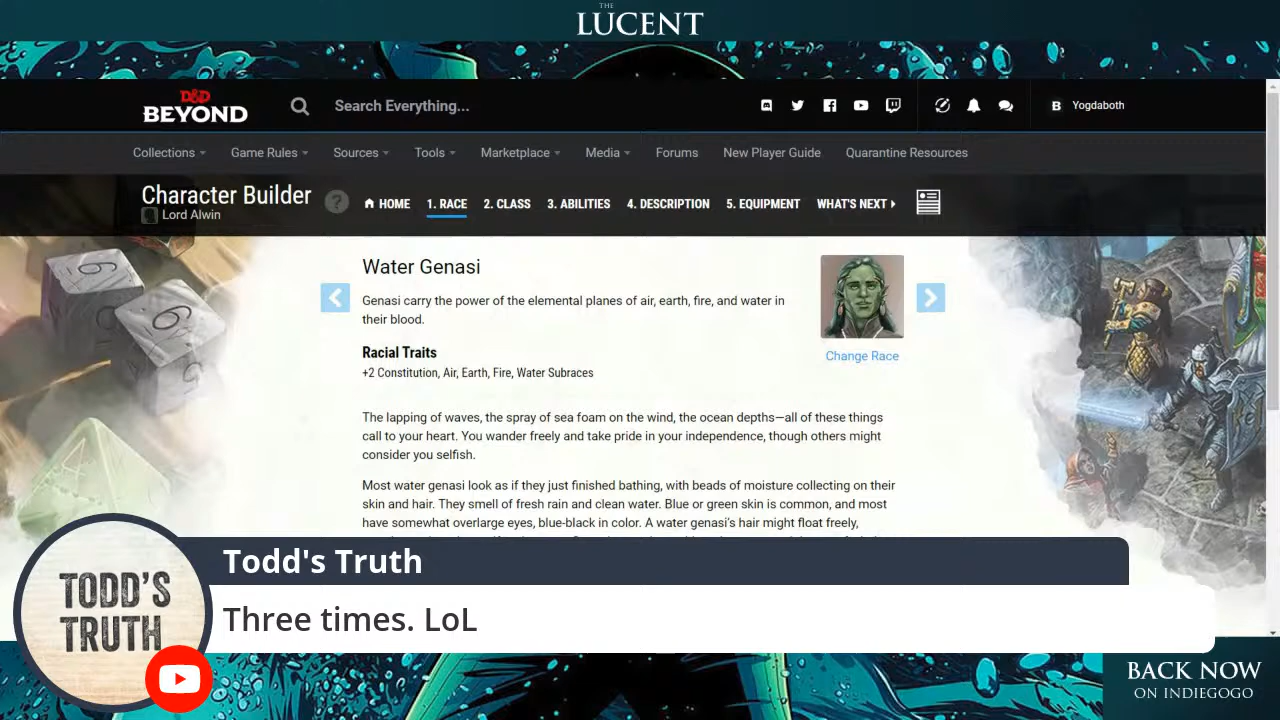 THE
LUCENT
D&D
BEYOND
Search Everything...
B Yogdaboth
Collections
Game Rules
Sources
Tools
Marketplace
Media
Forums
New Player Guide
Quarantine Resources
Character Builder
Lord Alwin
?
HOME
1. RACE
2. CLASS
3. ABILITIES
4. DESCRIPTION
5. EQUIPMENT
WHAT'S NEXT
Water Genasi
Genasi carry the power of the elemental planes of air, earth, fire, and water in
their blood.
Racial Traits
+2 Constitution, Air, Earth, Fire, Water Subraces
Change Race
The lapping of waves, the spray of sea foam on the wind, the ocean depths—all of these things
call to your heart. You wander freely and take pride in your independence, though others might
consider you selfish.
Most water genasi look as if they just finished bathing, with beads of moisture collecting on their
skin and hair. They smell of fresh rain and clean water. Blue or green skin is common, and most
have somewhat overlarge eyes, blue-black in color. A water genasi's hair might float freely,
TODD'S
TRUTH
Todd's Truth
Three times. LoL
BACK NOW
ON INDIEGOGO